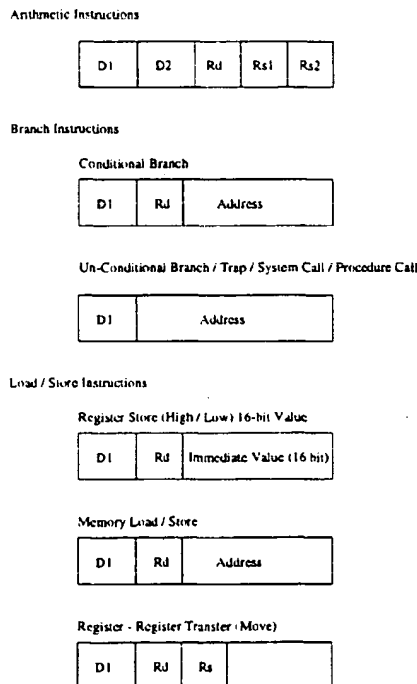 Arithmetic Instructions
D1 D2 Rd Rs1 Rs2
Branch Instructions
Conditional Branch
D1 Rd Address
Un-Conditional Branch / Trap / System Call / Procedure Call
D1 Address
Load / Store Instructions
Register Store (High / Low) 16-bit Value
D1 Rd Immediate Value (16 bit)
Memory Load / Store
D1 Rd Address
Register - Register Transfer (Move)
D1 Rd Rs